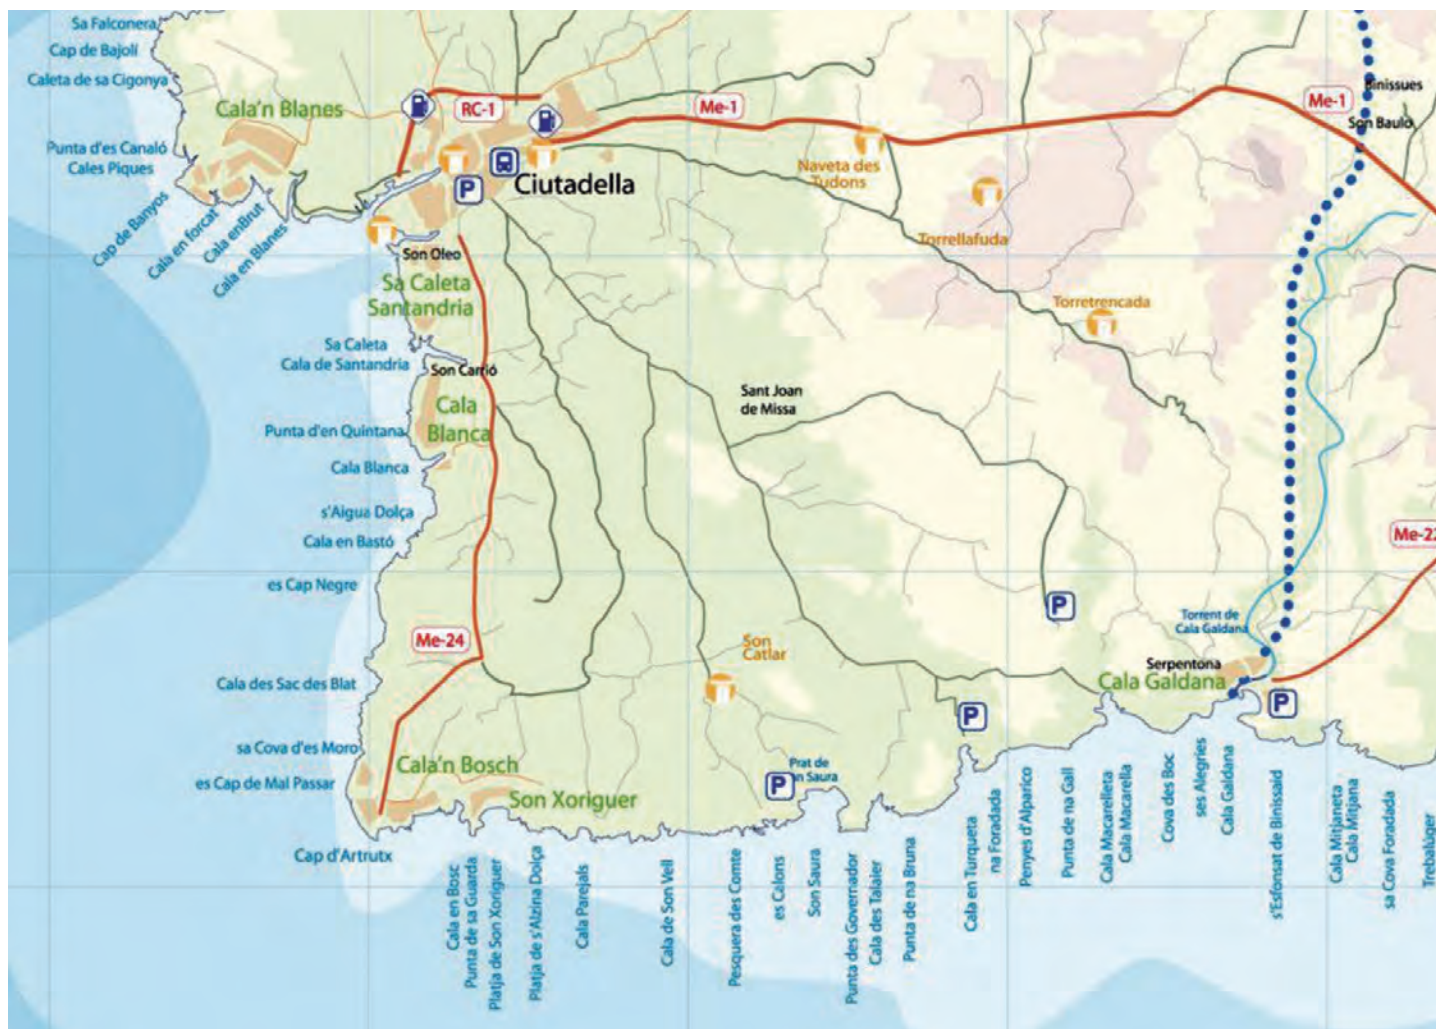 Sa Falconera
Cap de Bajolí
Caleta de sa Cigonya
Cala'n Blanes
RC-1
Me-1
Me-1
Binissues
Son Bauló
Punta d'es Canaló
Cales Piques
Naveta des
Tudons
Ciutadella
P
Cap de Banyos
Cala en forcat
Cala enBrut
Cala en Blanes
Torrellafuda
Son Oleo
Sa Caleta
Santandria
Torretrencada
Sa Caleta
Cala de Santandria
Son Carrió
Sant Joan
de Missa
Cala
Blanca
Punta d'en Quintana
Cala Blanca
s'Aigua Dolça
Cala en Bastó
Me-22
es Cap Negre
P
Torrent de
Cala Galdana
Me-24
Son
Catlar
Serpentona
Cala Galdana
Cala des Sac des Blat
P
P
sa Cova d'es Moro
Cala'n Bosch
es Cap de Mal Passar
Prat de
n Saura
P
Son Xoriguer
Cap d'Artrutx
Cala en Bosc
Punta de sa Guarda
Platja de Son Xoriguer
Platja de s'Alzina Dolça
Cala Parejals
Cala de Son Vell
Pesquera des Comte
es Calons
Son Saura
Punta des Governador
Cala des Talaier
Punta de na Bruna
Cala en Turqueta
na Foradada
Penyes d'Alparico
Punta de na Gall
Cala Macarelleta
Cala Macarella
Cova des Boc
ses Alegries
Cala Galdana
s'Esfonsat de Binissaid
Cala Mitjaneta
Cala Mitjana
sa Cova Foradada
Trebaluger